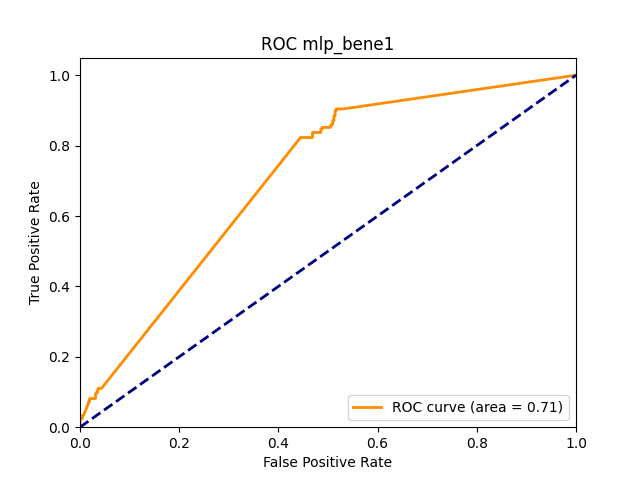 ROC mlp_bene1
True Positive Rate
1.0
0.8
0.6
0.4
0.2
0.0
0.0 0.2 0.4 0.6 0.8 1.0
False Positive Rate
ROC curve (area = 0.71)